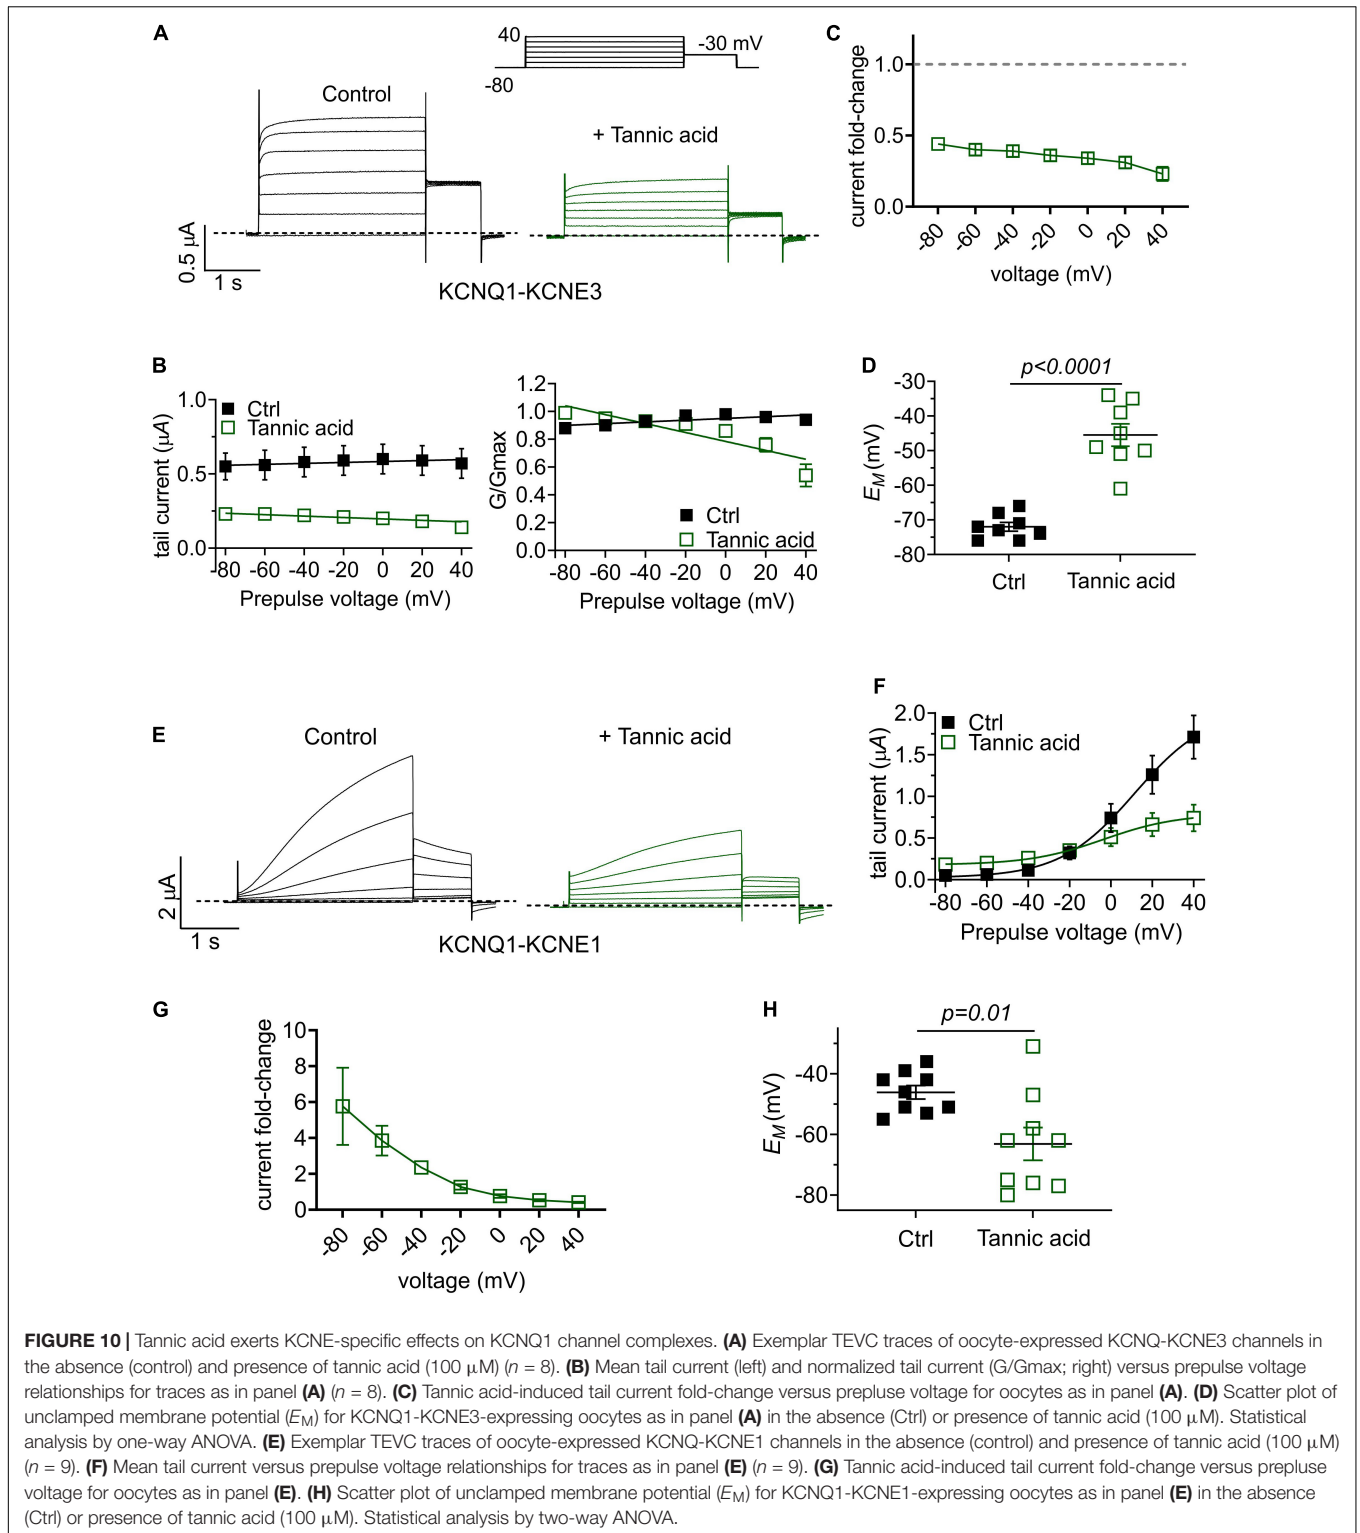 A
40
-30 mV
-80
Control
+ Tannic acid
0.5 µA
1 s
KCNQ1-KCNE3
C
current fold-change
1.0
0.5
0.0
-80 -60 -40 -20 0 20 40
voltage (mV)
B
tail current (µA)
1.0
0.5
0.0
Ctrl
Tannic acid
-80 -60 -40 -20 0 20 40
Prepulse voltage (mV)
G/Gmax
1.2
1.0
0.8
0.6
0.4
0.2
0.0
Ctrl
Tannic acid
-80 -60 -40 -20 0 20 40
Prepulse voltage (mV)
D
p<0.0001
EM (mV)
-30
-40
-50
-60
-70
-80
Ctrl Tannic acid
E
Control
+ Tannic acid
2 µA
1 s
KCNQ1-KCNE1
F
tail current (µA)
2.0
1.5
1.0
0.5
0.0
Ctrl
Tannic acid
-80 -60 -40 -20 0 20 40
Prepulse voltage (mV)
G
current fold-change
10
8
6
4
2
0
-80 -60 -40 -20 0 20 40
voltage (mV)
H
p=0.01
EM (mV)
-40
-60
-80
Ctrl Tannic acid
FIGURE 10 | Tannic acid exerts KCNE-specific effects on KCNQ1 channel complexes. (A) Exemplar TEVC traces of oocyte-expressed KCNQ-KCNE3 channels in
the absence (control) and presence of tannic acid (100 µM) (n = 8). (B) Mean tail current (left) and normalized tail current (G/Gmax; right) versus prepulse voltage
relationships for traces as in panel (A) (n = 8). (C) Tannic acid-induced tail current fold-change versus prepluse voltage for oocytes as in panel (A). (D) Scatter plot of
unclamped membrane potential (EM) for KCNQ1-KCNE3-expressing oocytes as in panel (A) in the absence (Ctrl) or presence of tannic acid (100 µM). Statistical
analysis by one-way ANOVA. (E) Exemplar TEVC traces of oocyte-expressed KCNQ-KCNE1 channels in the absence (control) and presence of tannic acid (100 µM)
(n = 9). (F) Mean tail current versus prepulse voltage relationships for traces as in panel (E) (n = 9). (G) Tannic acid-induced tail current fold-change versus prepluse
voltage for oocytes as in panel (E). (H) Scatter plot of unclamped membrane potential (EM) for KCNQ1-KCNE1-expressing oocytes as in panel (E) in the absence
(Ctrl) or presence of tannic acid (100 µM). Statistical analysis by two-way ANOVA.